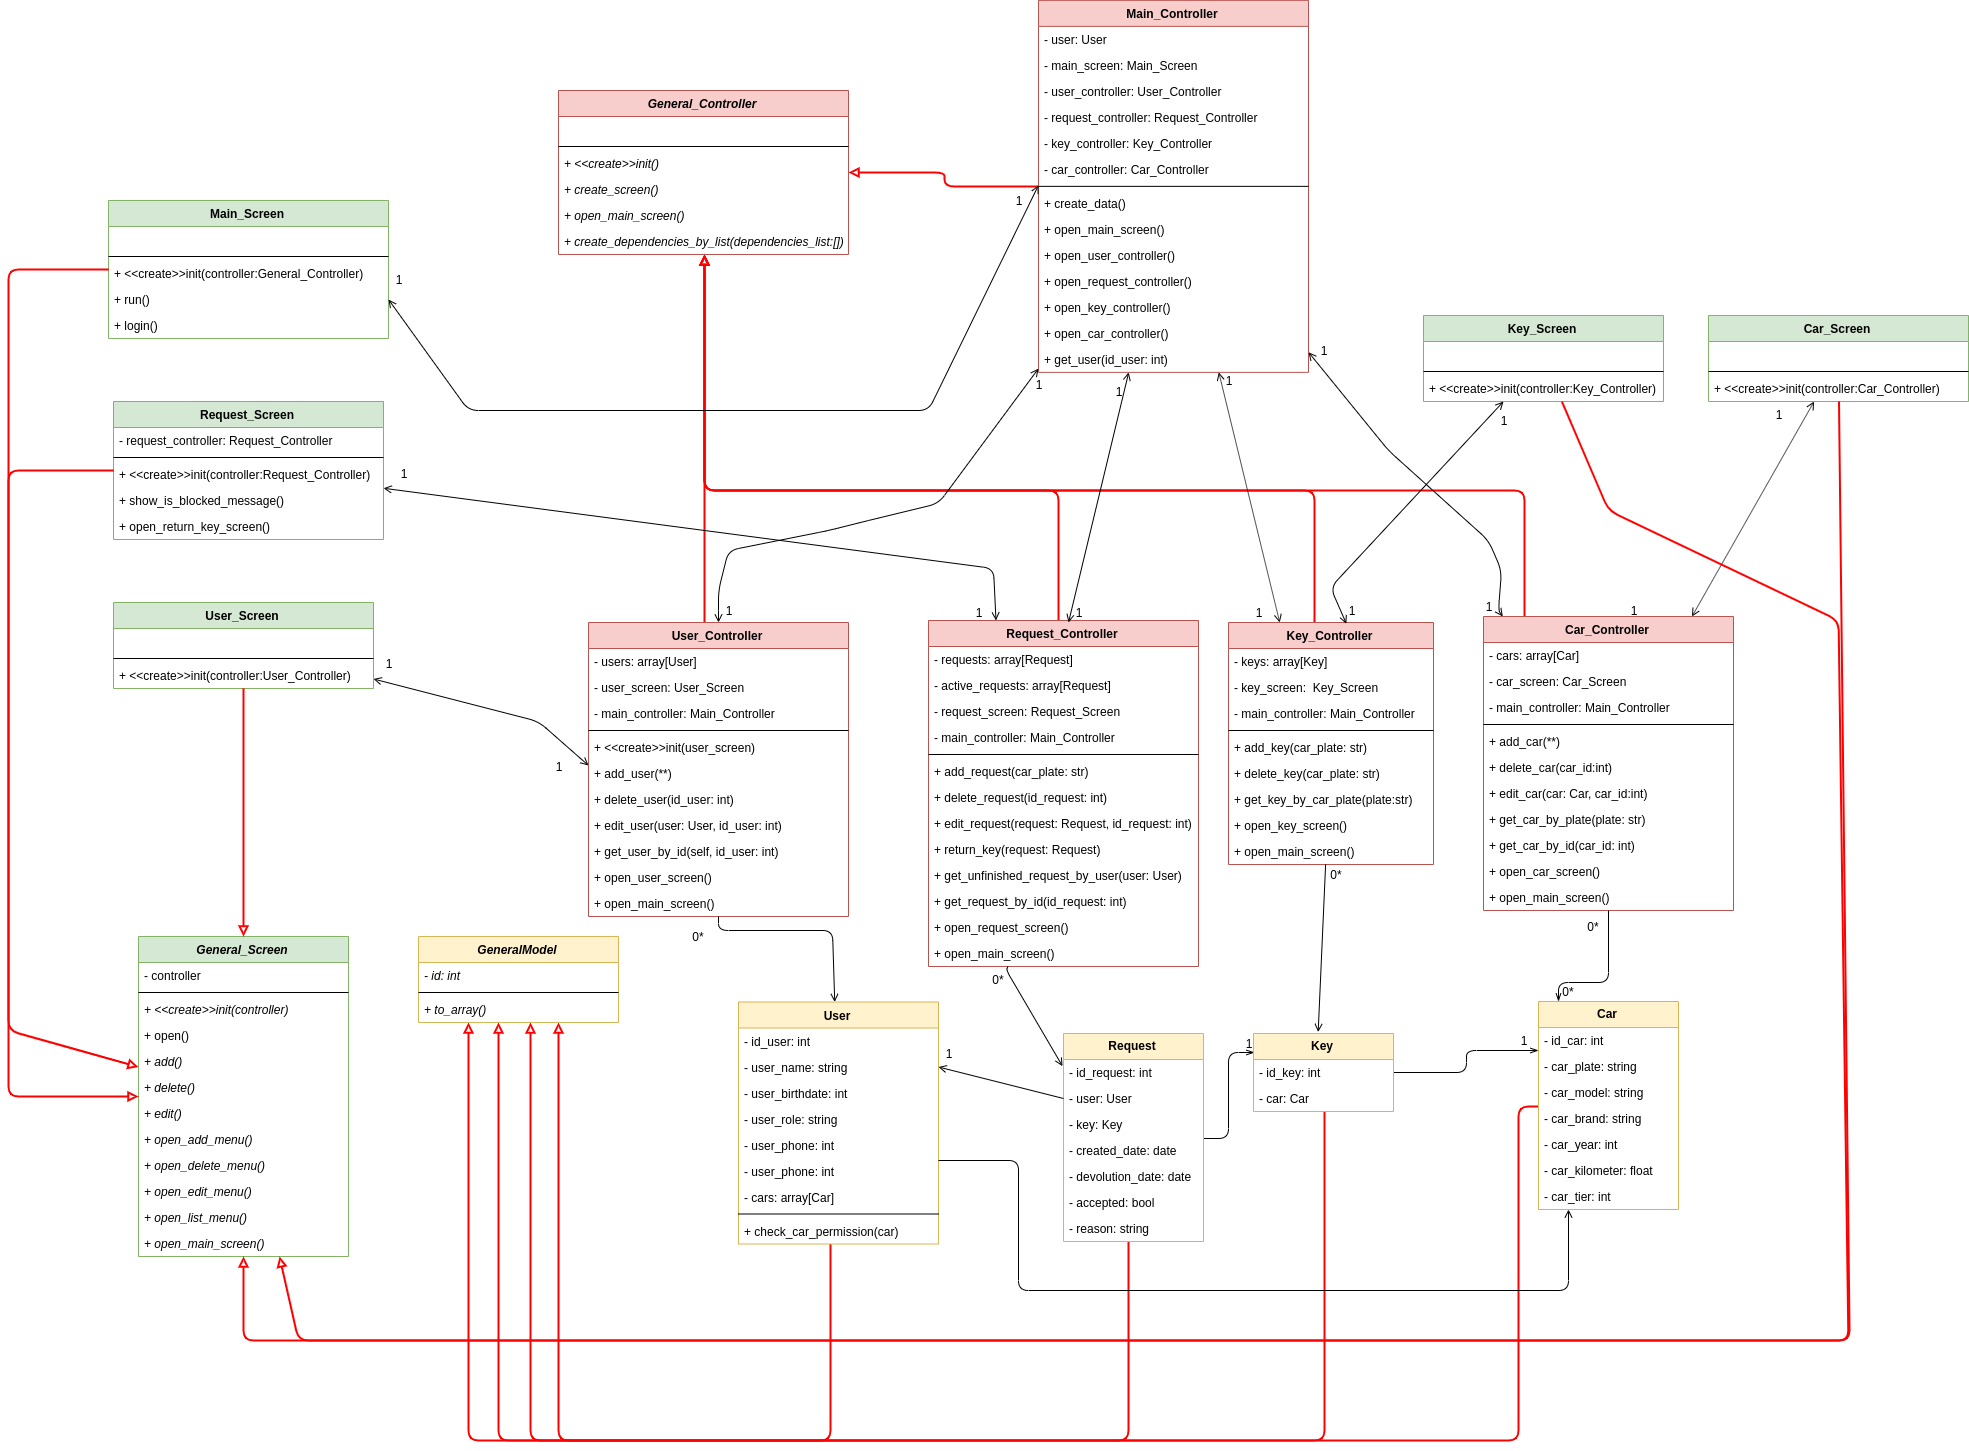 Main_Controller
- user: User
- main_screen: Main_Screen
- user_controller: User_Controller
- request_controller: Request_Controller
- key_controller: Key_Controller
- car_controller: Car_Controller
+ create_data()
+ open_main_screen()
+ open_user_controller()
+ open_request_controller()
+ open_key_controller()
+ open_car_controller()
+ get_user(id_user: int)
General_Controller
+ <<create>>init()
+ create_screen()
+ open_main_screen()
+ create_dependencies_by_list(dependencies_list:[])
1
Main_Screen
+ <<create>>init(controller:General_Controller)
+ run()
+ login()
1
Key_Screen
+ <<create>>init(controller:Key_Controller)
Car_Screen
+ <<create>>init(controller:Car_Controller)
1
1
1
1
1
1
Request_Screen
- request_controller: Request_Controller
+ <<create>>init(controller:Request_Controller)
+ show_is_blocked_message()
+ open_return_key_screen()
1
User_Screen
+ <<create>>init(controller:User_Controller)
1
1
1
1
1
1
1
1
1
User_Controller
- users: array[User]
- user_screen: User_Screen
- main_controller: Main_Controller
+ <<create>>init(user_screen)
+ add_user(**)
+ delete_user(id_user: int)
+ edit_user(user: User, id_user: int)
+ get_user_by_id(self, id_user: int)
+ open_user_screen()
+ open_main_screen()
Request_Controller
- requests: array[Request]
- active_requests: array[Request]
- request_screen: Request_Screen
- main_controller: Main_Controller
+ add_request(car_plate: str)
+ delete_request(id_request: int)
+ edit_request(request: Request, id_request: int)
+ return_key(request: Request)
+ get_unfinished_request_by_user(user: User)
+ get_request_by_id(id_request: int)
+ open_request_screen()
+ open_main_screen()
Key_Controller
- keys: array[Key]
- key_screen:  Key_Screen
- main_controller: Main_Controller
+ add_key(car_plate: str)
+ delete_key(car_plate: str)
+ get_key_by_car_plate(plate:str)
+ open_key_screen()
+ open_main_screen()
Car_Controller
- cars: array[Car]
- car_screen: Car_Screen
- main_controller: Main_Controller
+ add_car(**)
+ delete_car(car_id:int)
+ edit_car(car: Car, car_id:int)
+ get_car_by_plate(plate: str)
+ get_car_by_id(car_id: int)
+ open_car_screen()
+ open_main_screen()
0*
0*
0*
0*
0*
General_Screen
- controller
+ <<create>>init(controller)
+ open()
+ add()
+ delete()
+ edit()
+ open_add_menu()
+ open_delete_menu()
+ open_edit_menu()
+ open_list_menu()
+ open_main_screen()
GeneralModel
- id: int
+ to_array()
User
- id_user: int
- user_name: string
- user_birthdate: int
- user_role: string
- user_phone: int
- user_phone: int
- cars: array[Car]
+ check_car_permission(car)
1
Request
- id_request: int
- user: User
- key: Key
- created_date: date
- devolution_date: date
- accepted: bool
- reason: string
1
Key
- id_key: int
- car: Car
1
Car
- id_car: int
- car_plate: string
- car_model: string
- car_brand: string
- car_year: int
- car_kilometer: float
- car_tier: int